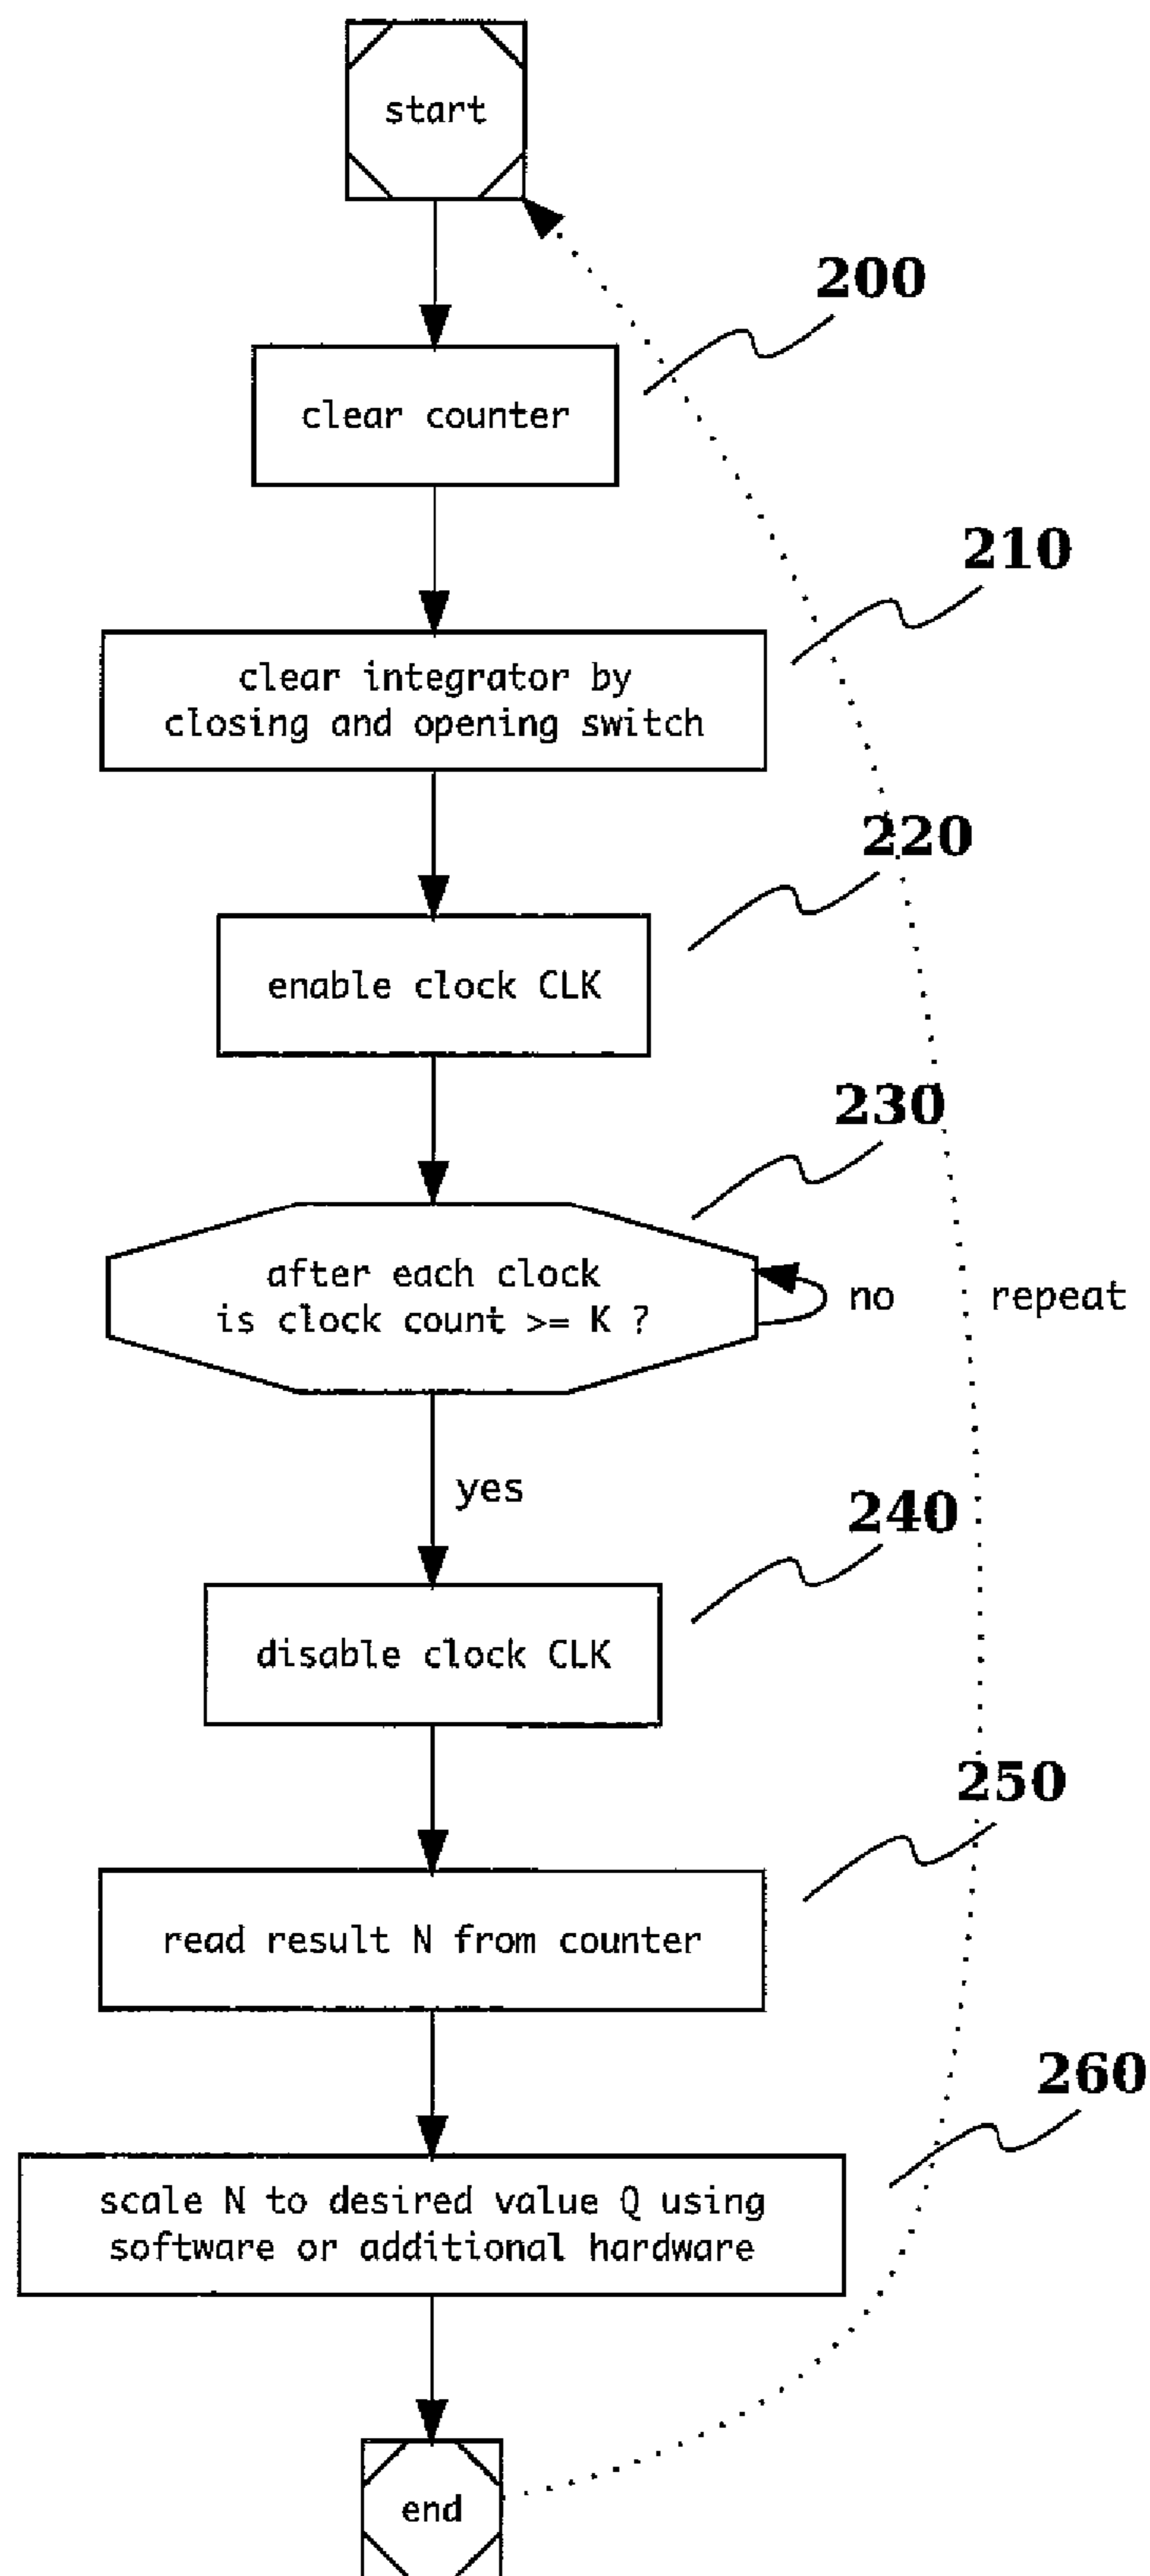 start
200
clear counter
210
clear integrator by
closing and opening switch
220
enable clock CLK
230
after each clock
is clock count >= K ?
no
repeat
yes
240
disable clock CLK
250
read result N from counter
260
scale N to desired value Q using
software or additional hardware
end